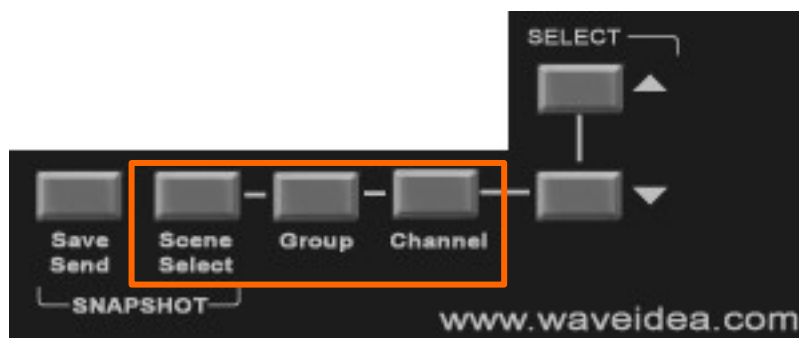 SELECT
Save Send
Scene Select
Group
Channel
SNAPSHOT
www.waveidea.com